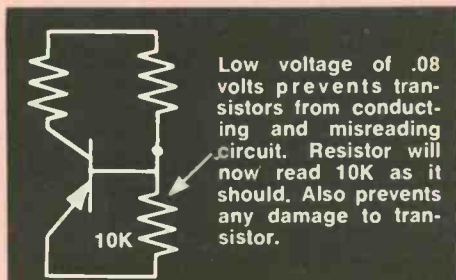 Low voltage of .08
volts prevents tran-
sistors from conduct-
ing and misreading
circuit. Resistor will
now read 10K as it
should. Also prevents
any damage to tran-
sistor.
10K